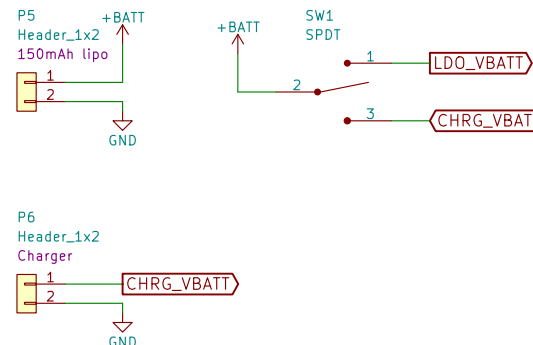 P5
Header_1x2
150mAh lipo
1
2
+BATT
GND
+BATT
SW1
SPDT
2
1
3
LDO_VBATT
CHRG_VBAT
P6
Header_1x2
Charger
1
2
CHRG_VBATT
GND